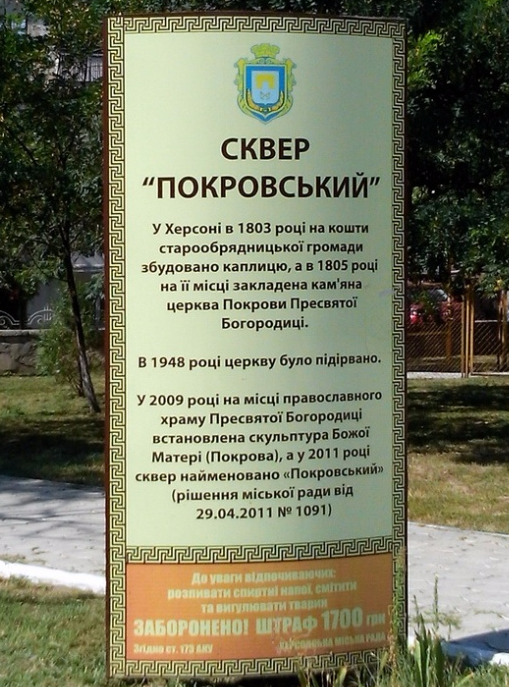 СКВЕР
“ПОКРОВСЬКИЙ”
У Херсоні в 1803 році на кошти
старообрядницької громади
збудовано каплицю, а в 1805 році
на її місці закладена кам'яна
церква Покрови Пресвятої
Богородиці.
В 1948 році церкву було підірвано.
У 2009 році на місці православного
храму Пресвятої Богородиці
встановлена скульптура Божої
Матері (Покрова), а у 2011 році
сквер найменовано «Покровський»
(рішення міської ради від
29.04.2011 № 1091)
До уваги відпочиваючих:
розпивати спиртні напої, смітити
та вигулювати тварин
ЗАБОРОНЕНО! ШТРАФ 1700 грн
Згідно ст. 173 АКУ ХЕРСОНСЬКА МІСЬКА РАДА